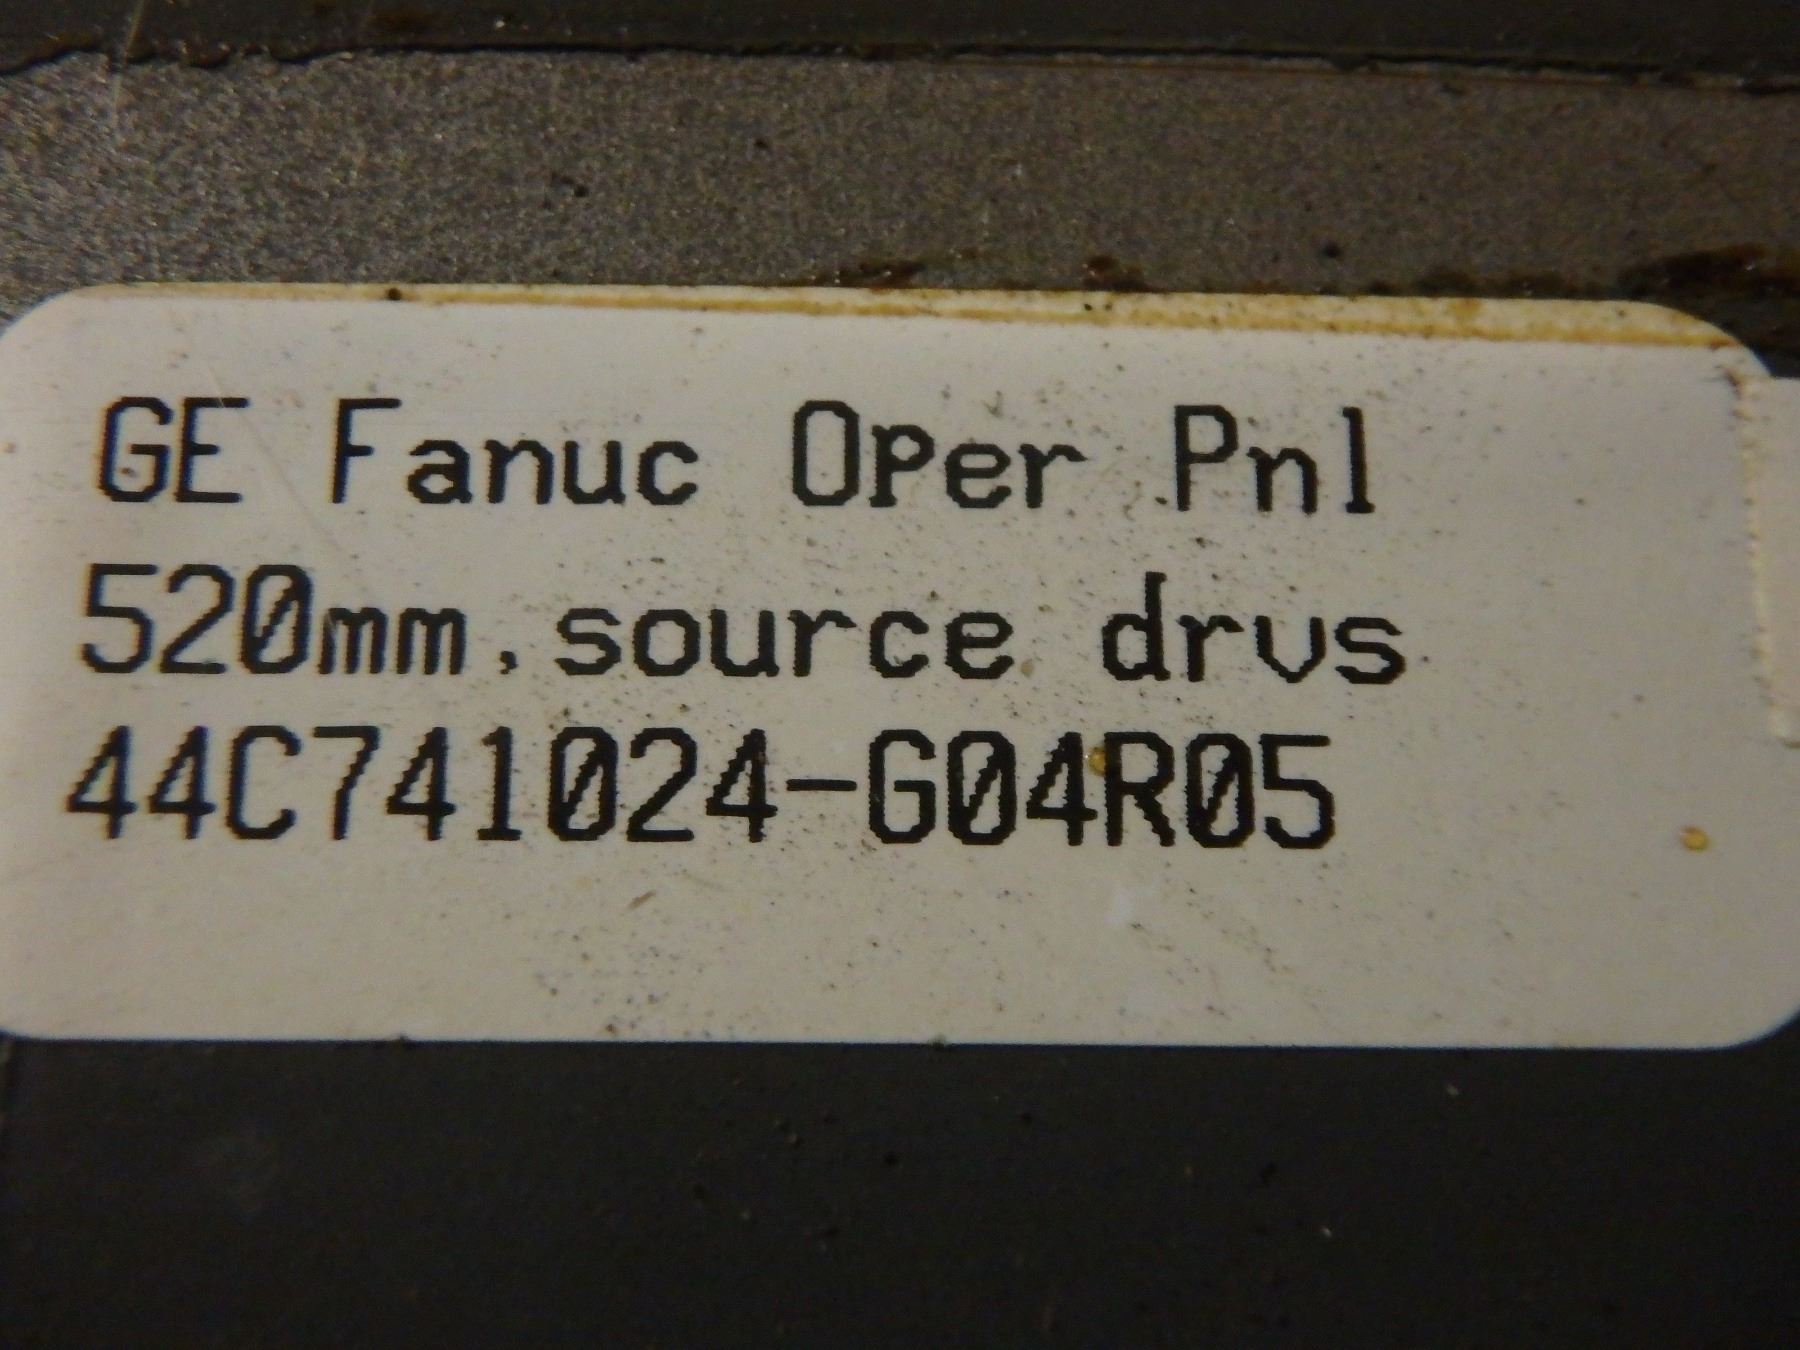 GE Fanuc Oper Pnl
520mm, source drvs
44C741024-G04R05